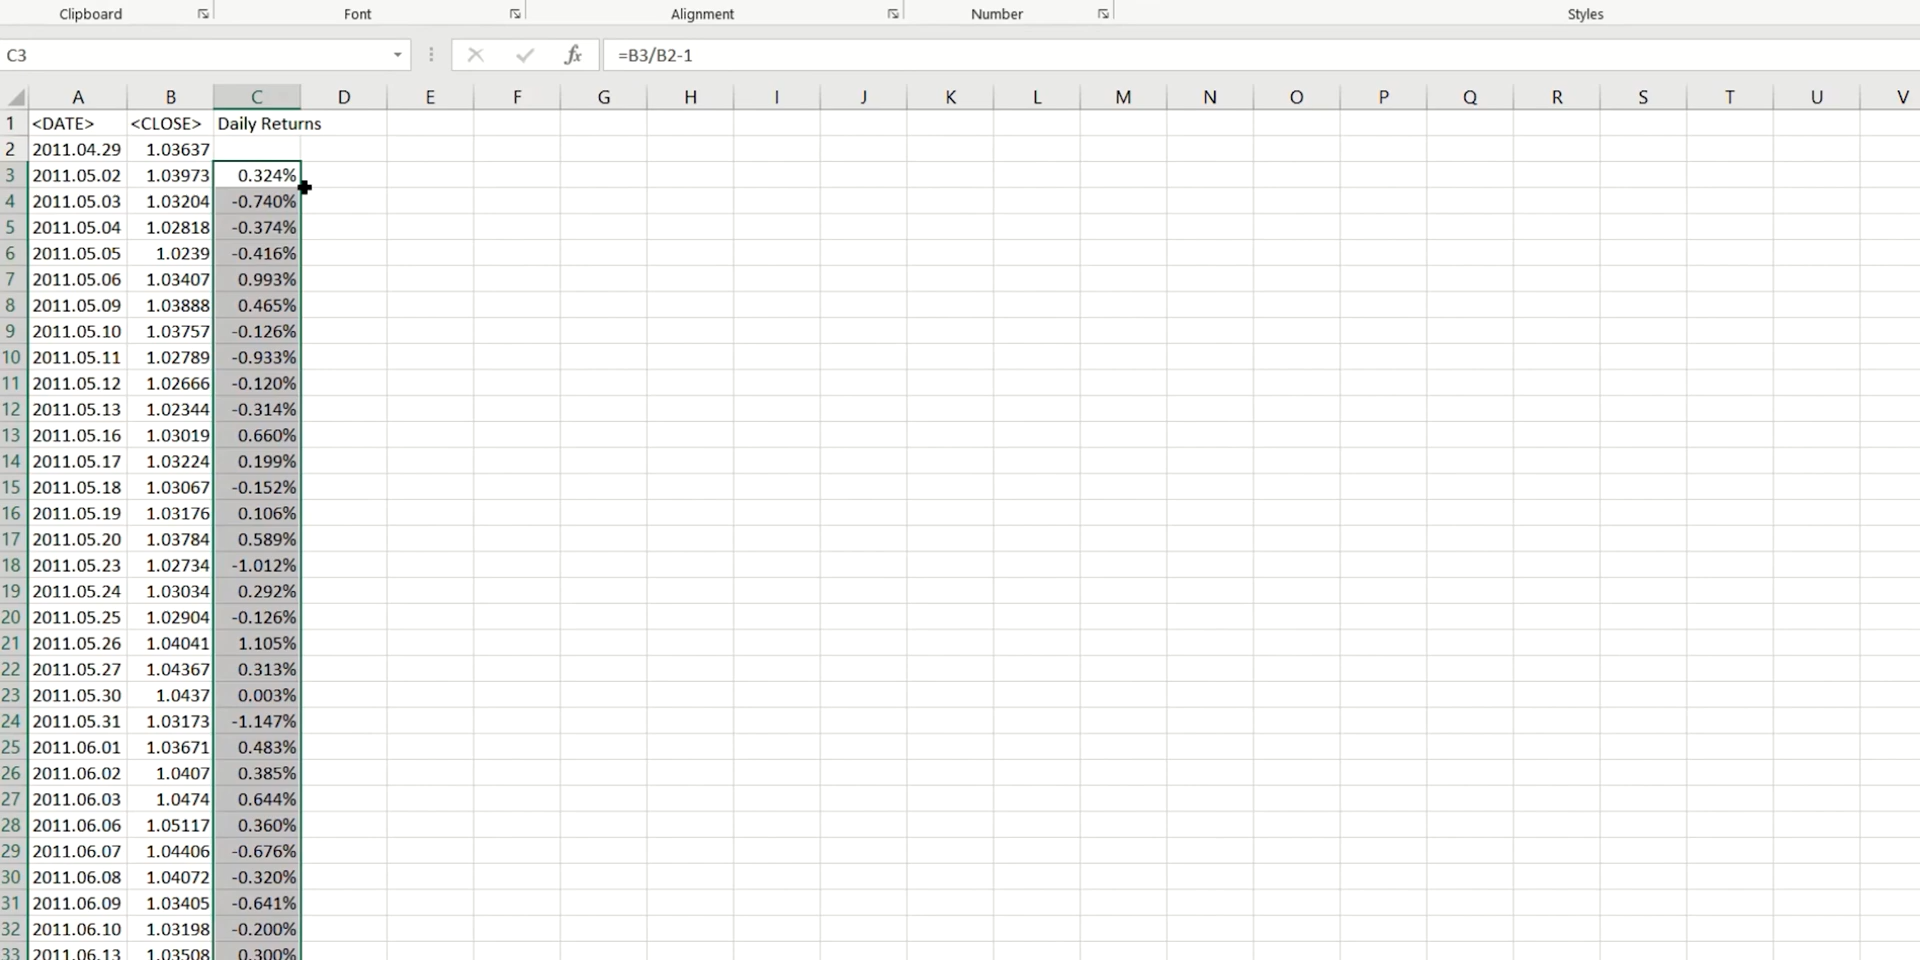 Clipboard Font Alignment Number Styles
C3 fx =B3/B2-1
A B C D E F G H I J K L M N O P Q R S T U V
1 <DATE> <CLOSE> Daily Returns
2 2011.04.29 1.03637
3 2011.05.02 1.03973 0.324%
4 2011.05.03 1.03204 -0.740%
5 2011.05.04 1.02818 -0.374%
6 2011.05.05 1.0239 -0.416%
7 2011.05.06 1.03407 0.993%
8 2011.05.09 1.03888 0.465%
9 2011.05.10 1.03757 -0.126%
10 2011.05.11 1.02789 -0.933%
11 2011.05.12 1.02666 -0.120%
12 2011.05.13 1.02344 -0.314%
13 2011.05.16 1.03019 0.660%
14 2011.05.17 1.03224 0.199%
15 2011.05.18 1.03067 -0.152%
16 2011.05.19 1.03176 0.106%
17 2011.05.20 1.03784 0.589%
18 2011.05.23 1.02734 -1.012%
19 2011.05.24 1.03034 0.292%
20 2011.05.25 1.02904 -0.126%
21 2011.05.26 1.04041 1.105%
22 2011.05.27 1.04367 0.313%
23 2011.05.30 1.0437 0.003%
24 2011.05.31 1.03173 -1.147%
25 2011.06.01 1.03671 0.483%
26 2011.06.02 1.0407 0.385%
27 2011.06.03 1.0474 0.644%
28 2011.06.06 1.05117 0.360%
29 2011.06.07 1.04406 -0.676%
30 2011.06.08 1.04072 -0.320%
31 2011.06.09 1.03405 -0.641%
32 2011.06.10 1.03198 -0.200%
33 2011.06.13 1.03508 0.300%